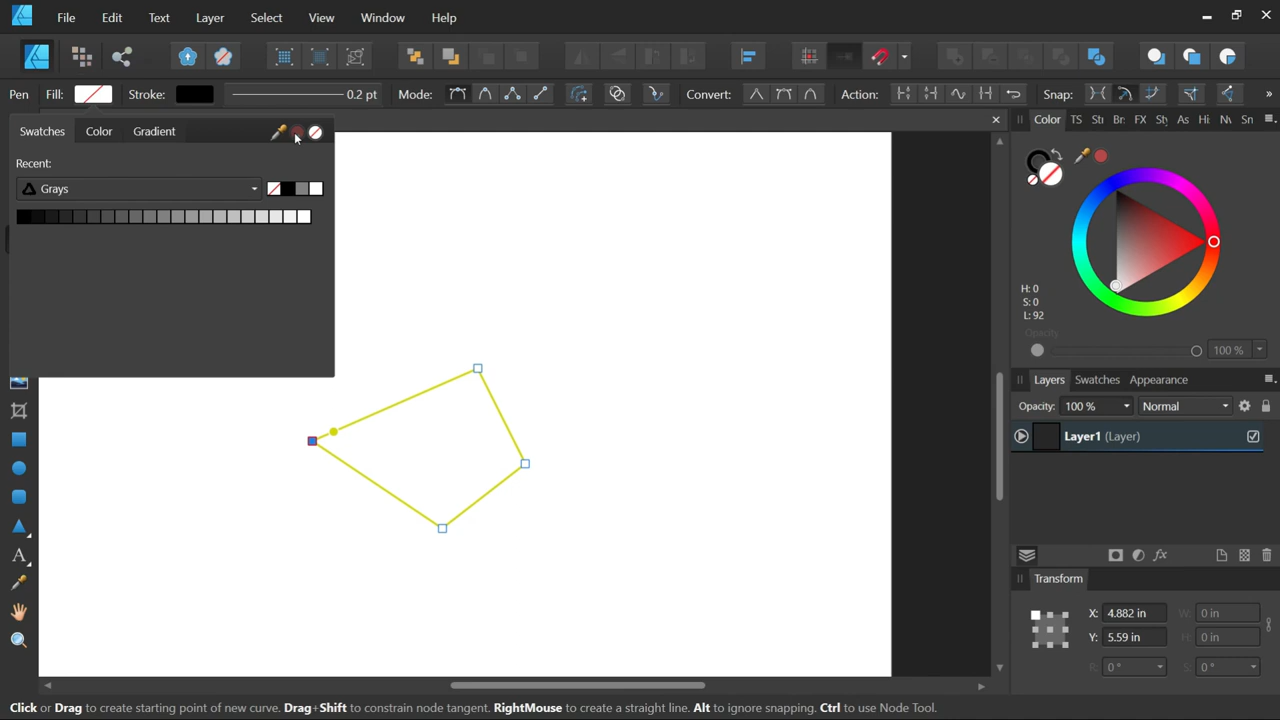 File Edit Text Layer Select View Window Help
Pen Fill: Stroke: 0.2 pt Mode: Convert: Action: Snap: »
Swatches Color Gradient
Recent:
Grays
Color TS Str Br FX Sty As Hi Nv Sn
H: 0
S: 0
L: 92
Opacity
100 %
Layers Swatches Appearance
Opacity: 100 % Normal
Layer1 (Layer)
Transform
X: 4.882 in W: 0 in
Y: 5.59 in H: 0 in
R: 0 ° S: 0 °
A
Click or Drag to create starting point of new curve. Drag+Shift to constrain node tangent. RightMouse to create a straight line. Alt to ignore snapping. Ctrl to use Node Tool.